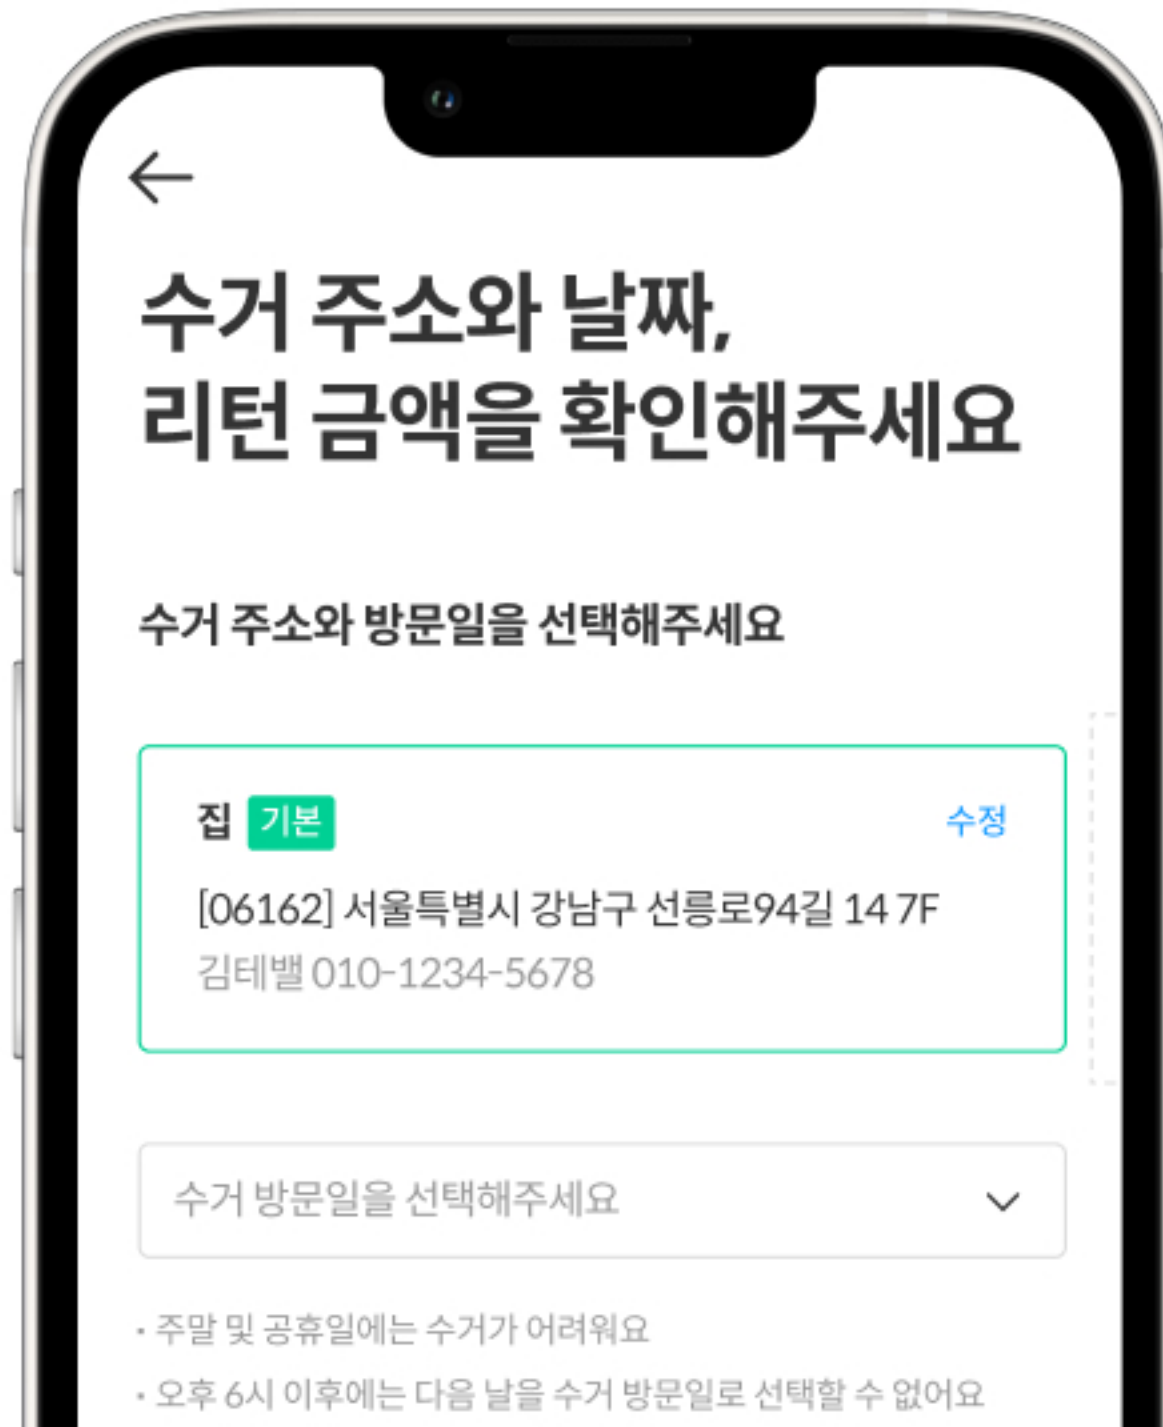 수거 주소와 날짜,
리턴 금액을 확인해주세요
수거 주소와 방문일을 선택해주세요
집 기본 수정
[06162] 서울특별시 강남구 선릉로94길 14 7F
김테밸 010-1234-5678
수거 방문일을 선택해주세요
· 주말 및 공휴일에는 수거가 어려워요
· 오후 6시 이후에는 다음 날을 수거 방문일로 선택할 수 없어요